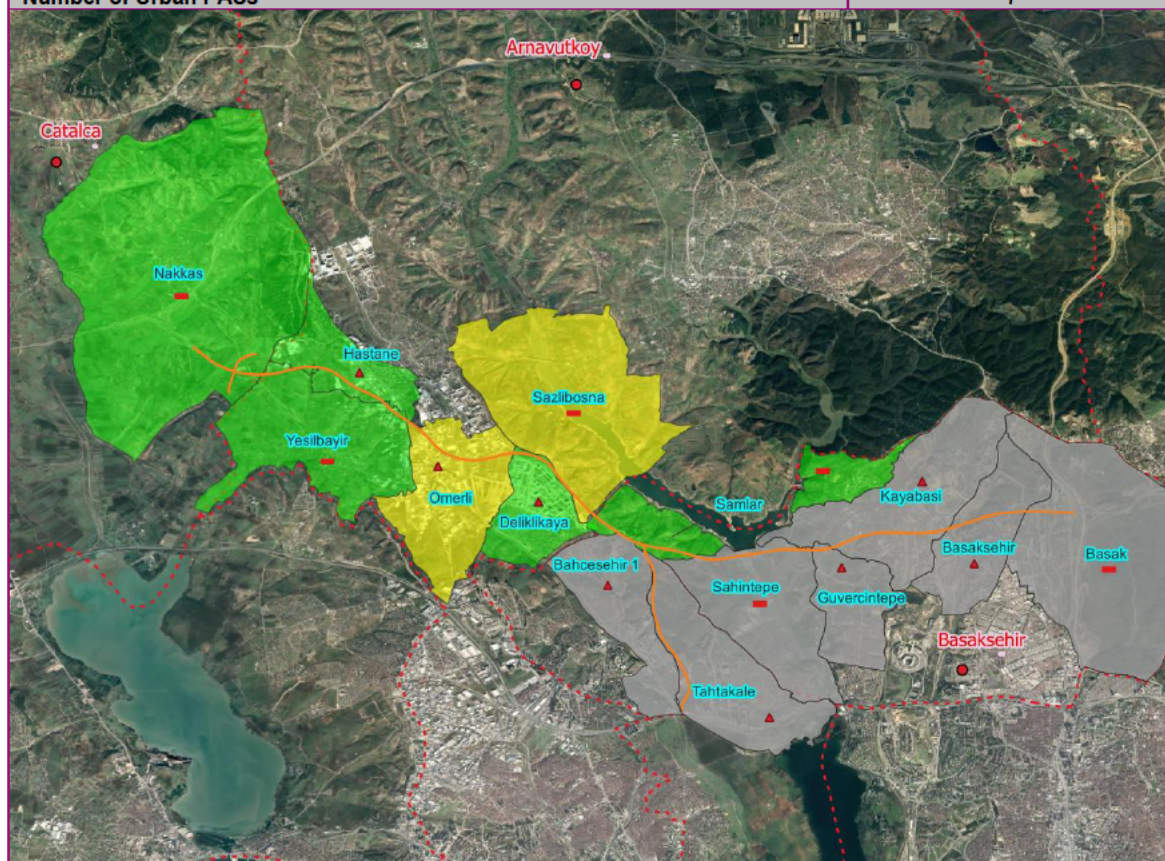 Number of Urban PACs
Arnavutkoy
Catalca
Nakkas
Hastane
Sazlibosna
Yesilbayir
Omerli
Deliklikaya
Samlar
Kayabasi
Bahcesehir 1
Sahintepe
Guvercintepe
Basaksehir
Basak
Basaksehir
Tahtakale